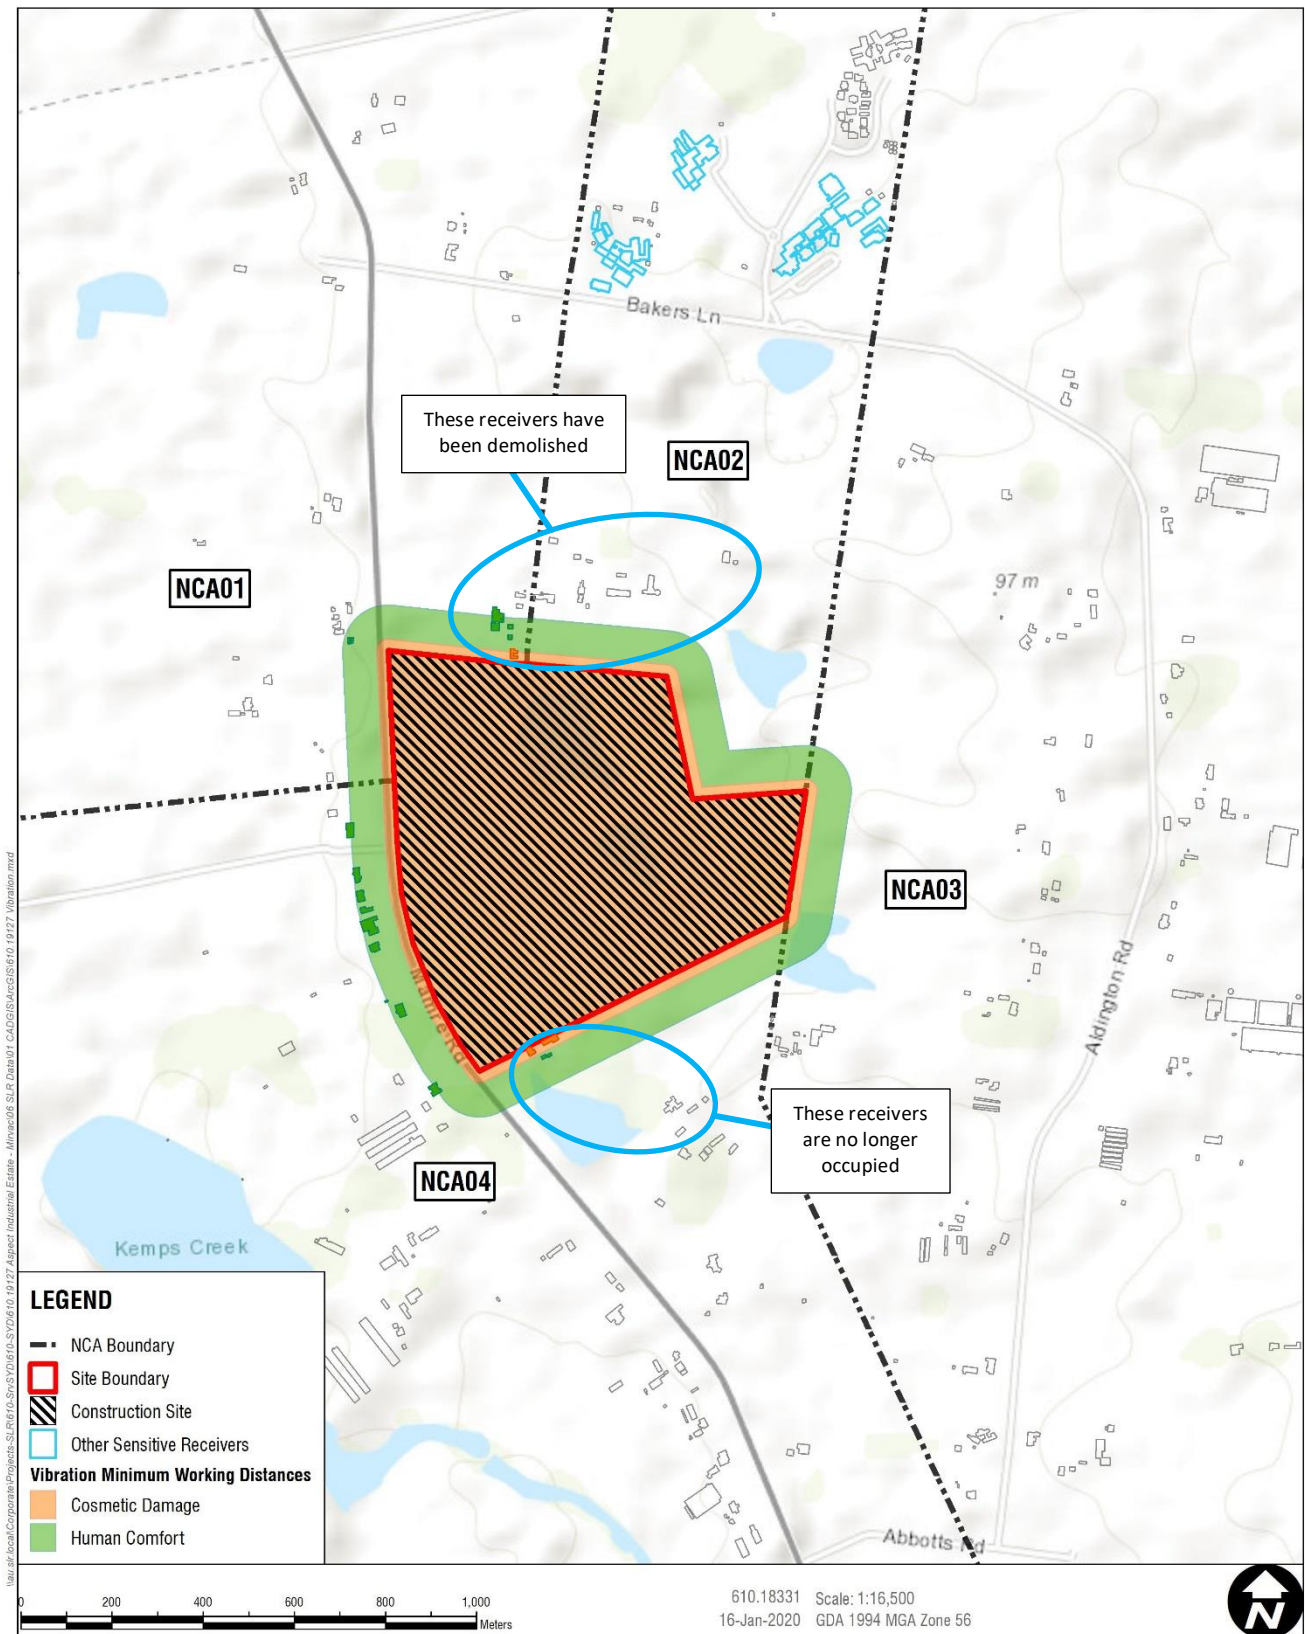 Bakers Ln
These receivers have
been demolished
NCA02
97 m
NCA01
NCA03
Aldington Rd
Mamre Rd
These receivers
are no longer
occupied
NCA04
Kemps Creek
Abbotts Rd
LEGEND
NCA Boundary
Site Boundary
Construction Site
Other Sensitive Receivers
Vibration Minimum Working Distances
Cosmetic Damage
Human Comfort
0 200 400 600 800 1,000
Meters
610.18331 Scale: 1:16,500
16-Jan-2020 GDA 1994 MGA Zone 56
N